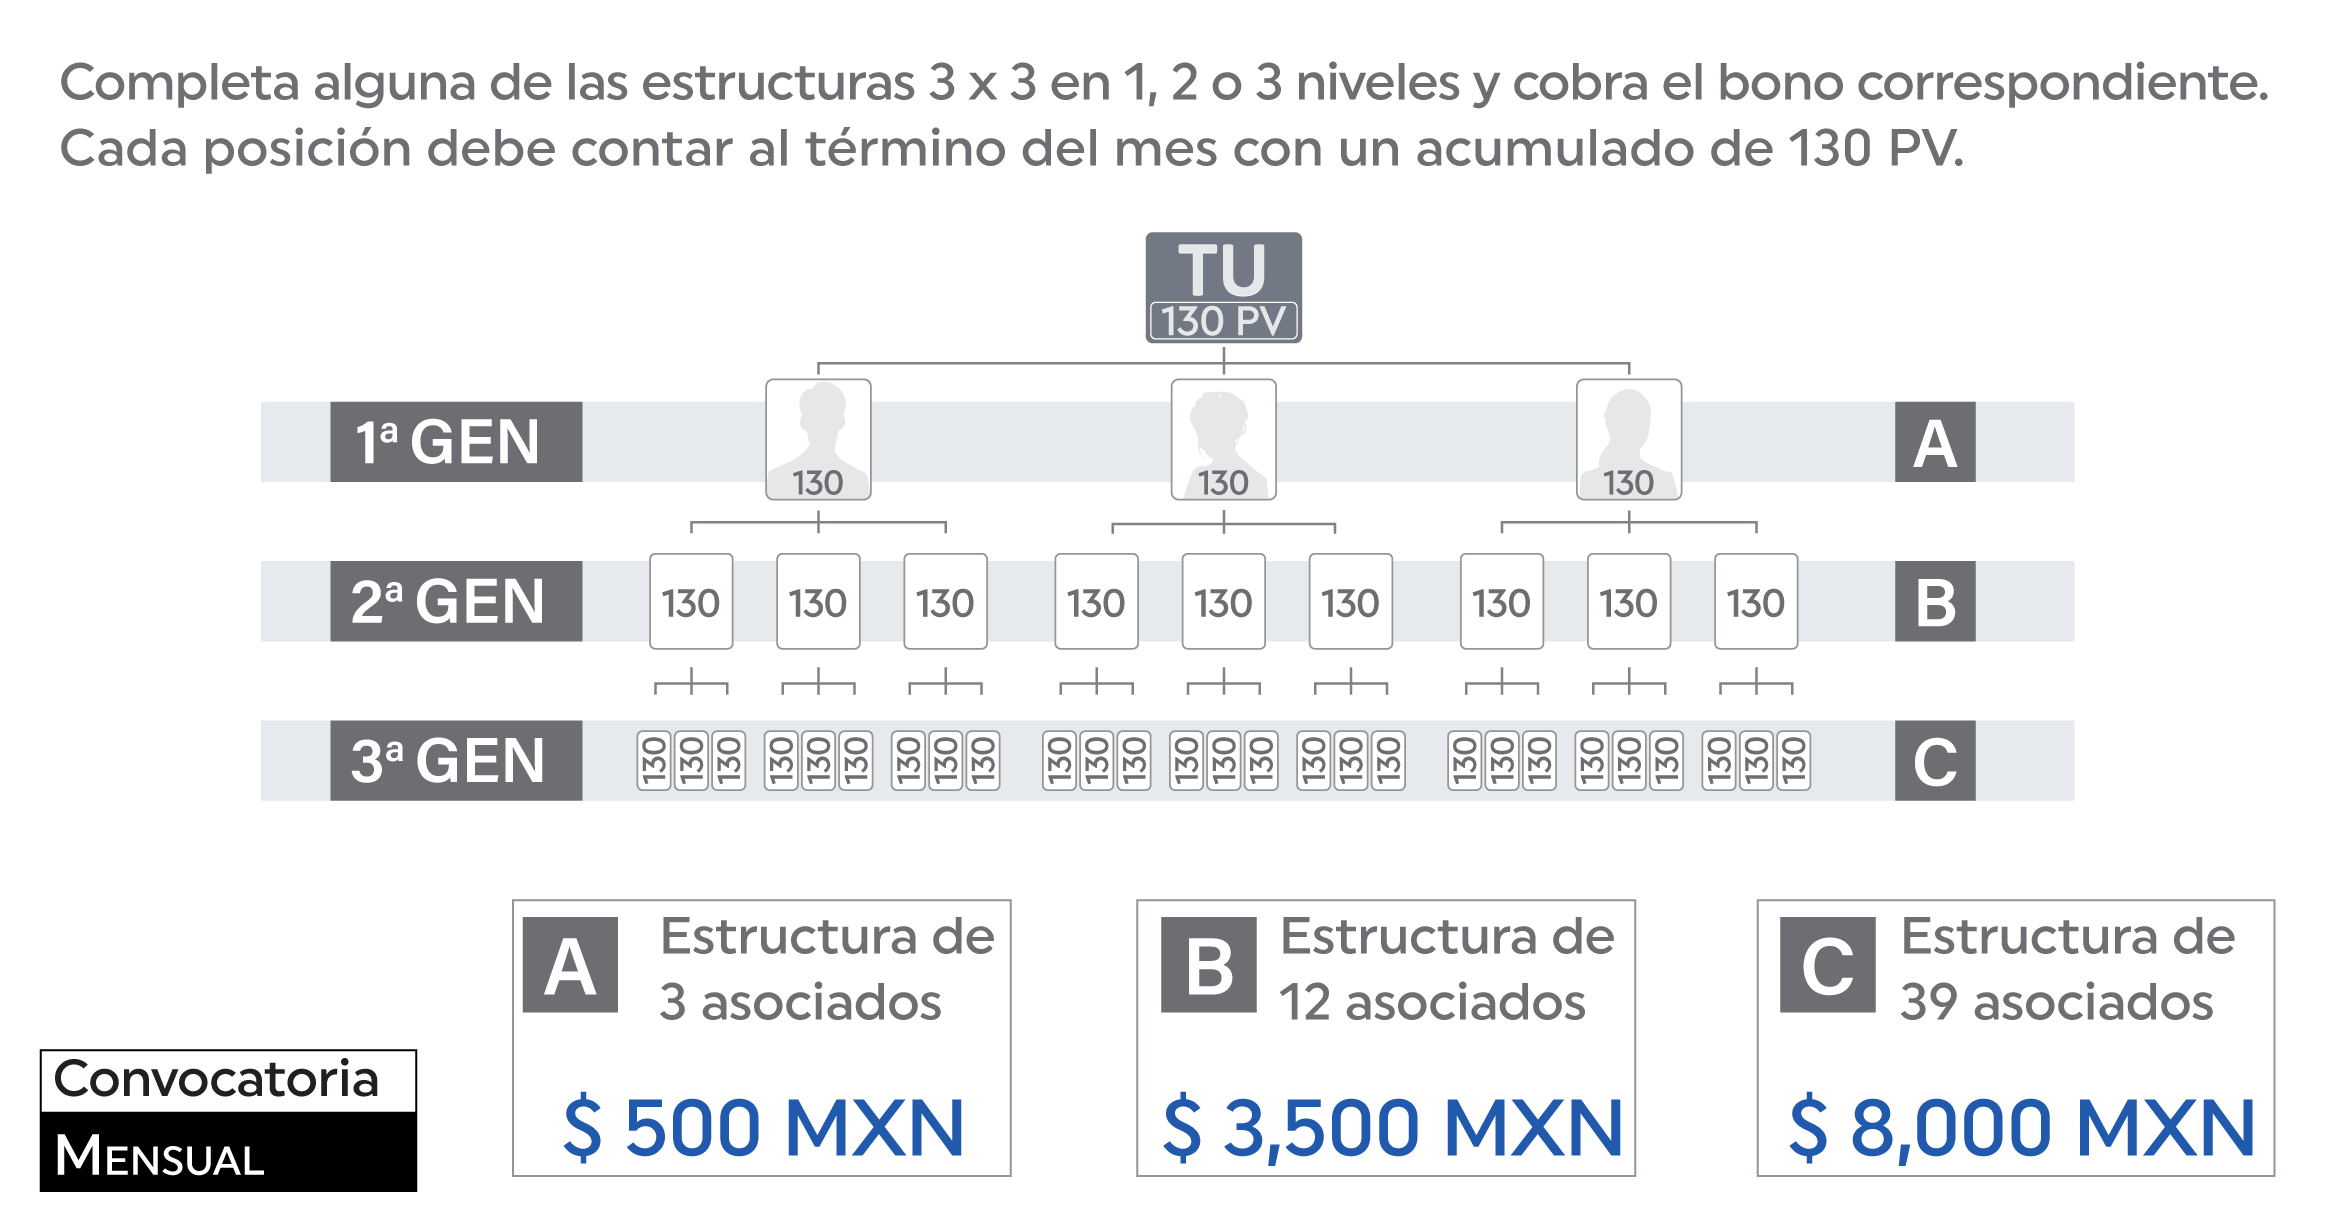 Completa alguna de las estructuras 3 x 3 en 1, 2 o 3 niveles y cobra el bono correspondiente.
Cada posición debe contar al término del mes con un acumulado de 130 PV.
TU
130 PV
1ª GEN
130 130 130
A
2ª GEN
130 130 130 130 130 130 130 130 130
B
3ª GEN
130 130 130 130 130 130 130 130 130 130 130 130 130 130 130 130 130 130 130 130 130 130 130 130 130 130 130
C
A
Estructura de
3 asociados
$ 500 MXN
B
Estructura de
12 asociados
$ 3,500 MXN
C
Estructura de
39 asociados
$ 8,000 MXN
Convocatoria
MENSUAL